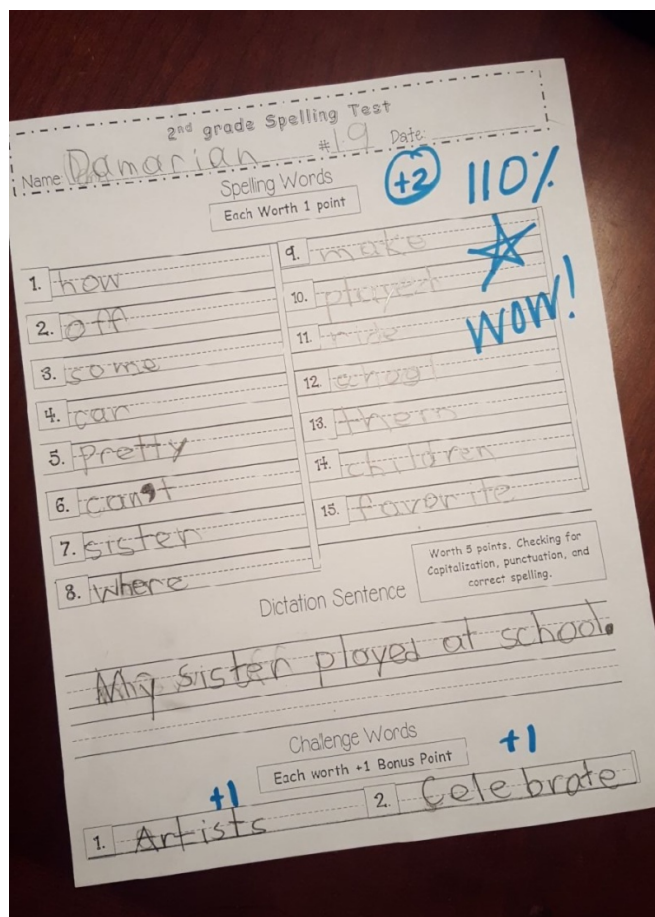 2nd grade Spelling Test
Name: Damarian #19 Date:
Spelling Words
+2 110%
Each Worth 1 point
WOW!
1. how
2. off
3. some
4. car
5. pretty
6. can't
7. sister
8. where
9. make
10. played
11. ride
12.
13. them
14. children
15. favorite
Worth 5 points. Checking for
Capitalization, punctuation, and
correct spelling.
Dictation Sentence
My sister played at school.
Challenge Words
Each worth +1 Bonus Point
+1 +1
1. Artists 2. Celebrate